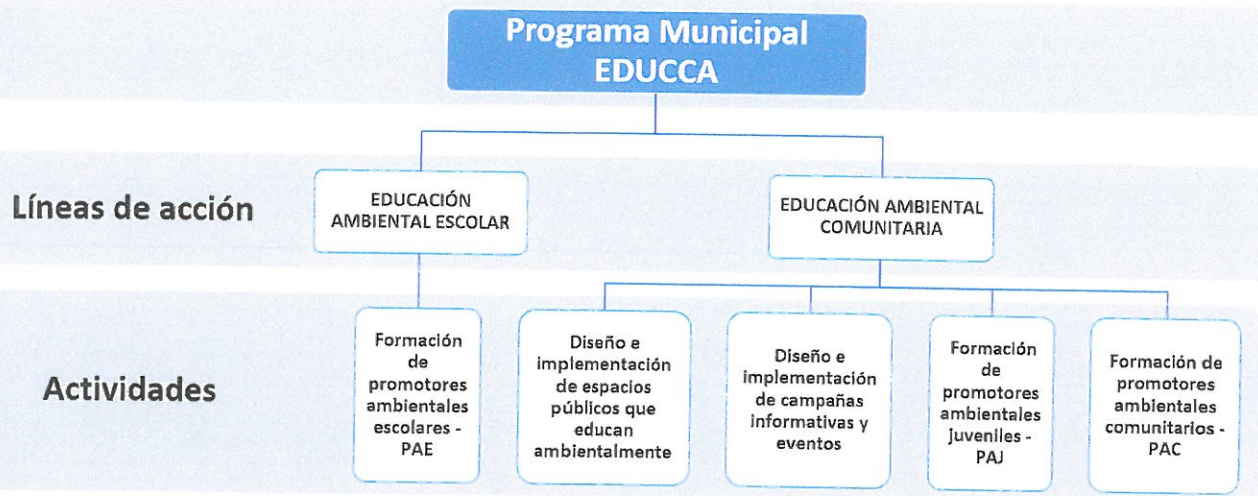 Programa Municipal
EDUCCA
Líneas de acción
EDUCACIÓN
AMBIENTAL ESCOLAR
EDUCACIÓN AMBIENTAL
COMUNITARIA
Actividades
Formación
de
promotores
ambientales
escolares -
PAE
Diseño e
implementación
de espacios
públicos que
educan
ambientalmente
Diseño e
implementación
de campañas
informativas y
eventos
Formación
de
promotores
ambientales
juveniles -
PAJ
Formación de
promotores
ambientales
comunitarios -
PAC